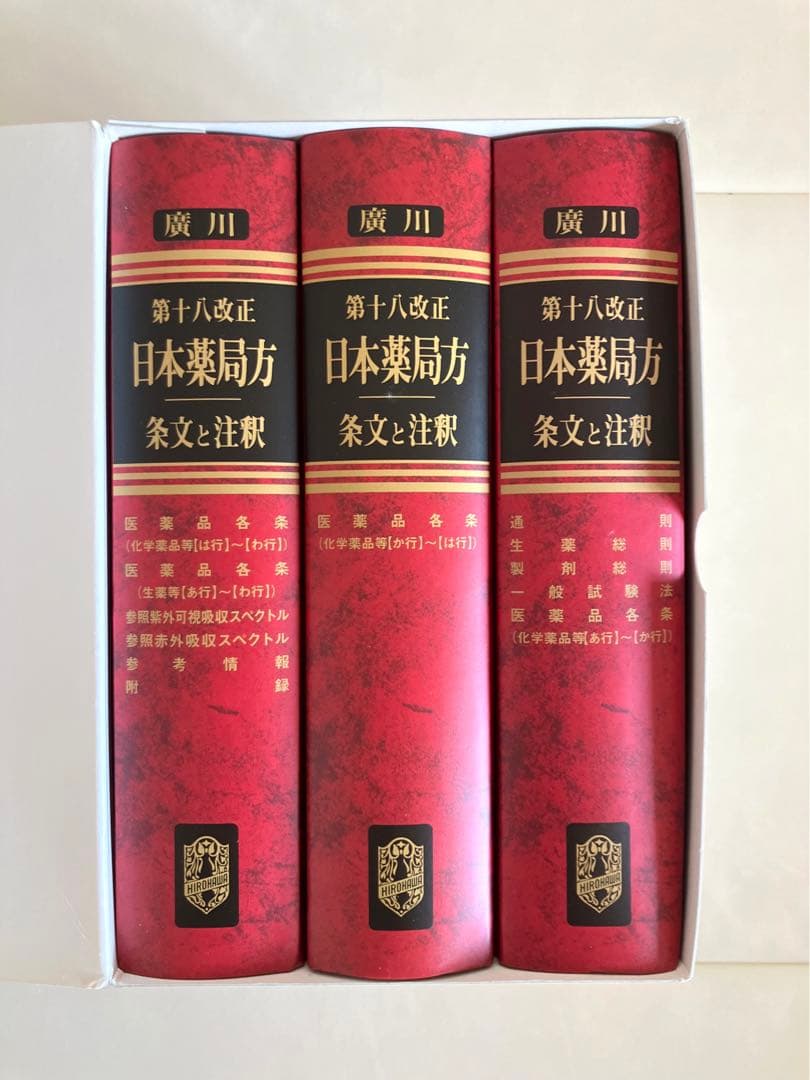 廣川
第十八改正
日本薬局方
条文と注釈
医薬品各条
(化学薬品等【は行】~【わ行】)
医薬品各条
(生薬等【あ行】~【わ行】)
参照紫外可視吸収スペクトル
参照赤外吸収スペクトル
参考情報
附録
HIROKAWA
廣川
第十八改正
日本薬局方
条文と注釈
医薬品各条
(化学薬品等【か行】~【は行】)
HIROKAWA
廣川
第十八改正
日本薬局方
条文と注釈
通則
生薬総則
製剤総則
一般試験法
医薬品各条
(化学薬品等【あ行】~【か行】)
HIROKAWA